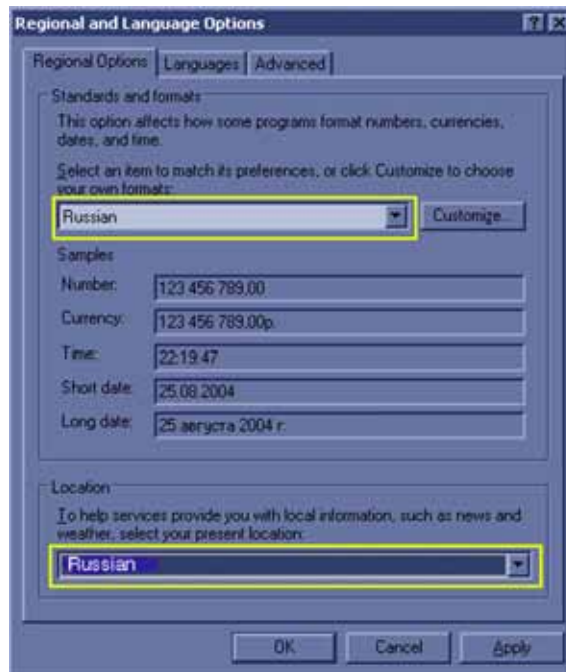 Regional and Language Options
Regional Options Languages Advanced
Standards and formats
This option affects how some programs format numbers, currencies,
dates, and time.
Select an item to match its preferences, or click Customize to choose
your own formats:
Russian Customize...
Samples
Number: 123 456 789,00
Currency: 123 456 789,00р.
Time: 22:19:47
Short date: 25.08.2004
Long date: 25 августа 2004 г.
Location
To help services provide you with local information, such as news and
weather, select your present location:
Russian
OK Cancel Apply